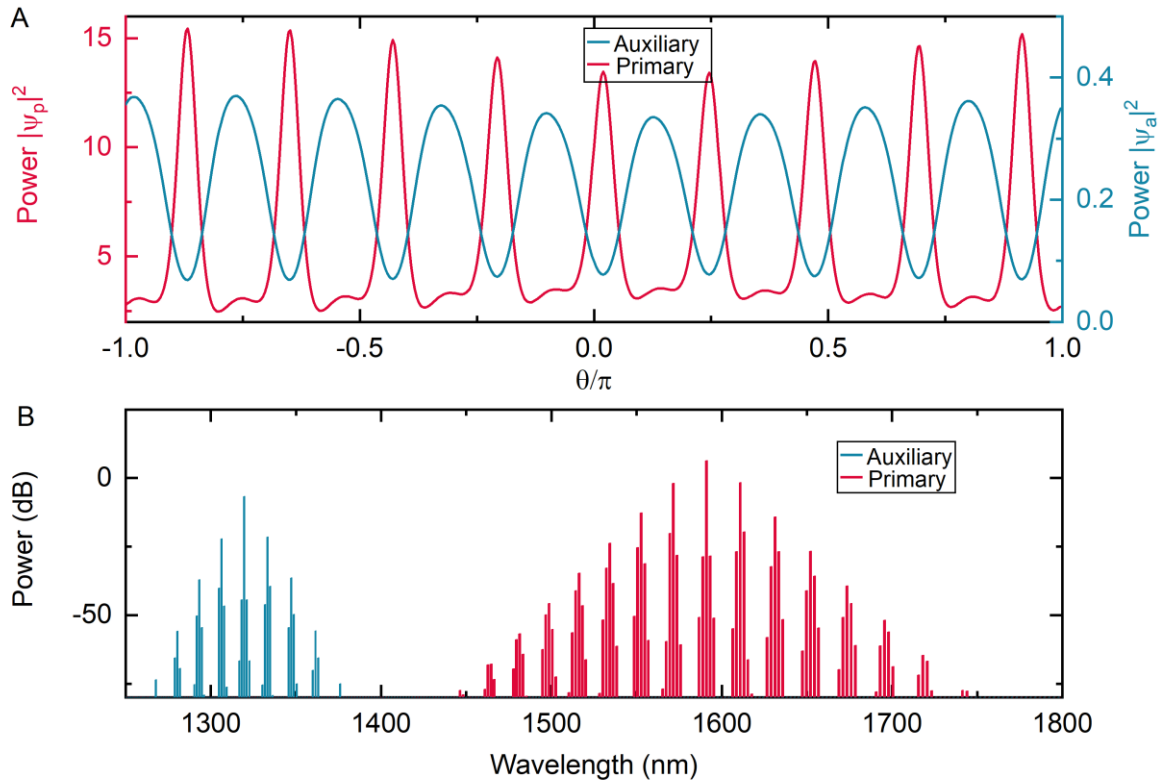 A
Power |ψp|²
15
10
5
Auxiliary
Primary
0.4
0.2
0.0
Power |ψa|²
-1.0 -0.5 0.0 0.5 1.0
θ/π
B
Power (dB)
0
-50
Auxiliary
Primary
1300 1400 1500 1600 1700 1800
Wavelength (nm)